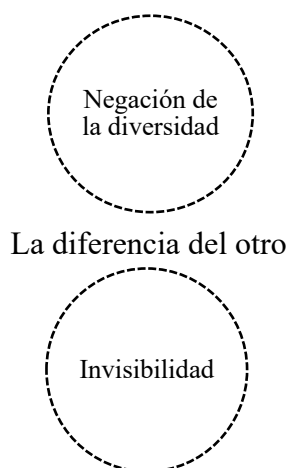 Negación de
la diversidad
La diferencia del otro
Invisibilidad